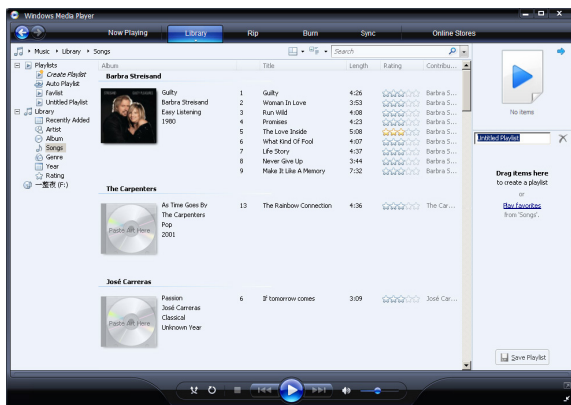 Windows Media Player
Now Playing
Library
Rip
Burn
Sync
Online Stores
Music ▸ Library ▸ Songs
Search
Playlists
Create Playlist
Auto Playlist
Favlist
Untitled Playlist
Library
Recently Added
Artist
Album
Songs
Genre
Year
Rating
Album Title Length Rating Contribu...
Barbra Streisand
Guilty
Barbra Streisand
Easy Listening
1980
1 Guilty 4:26 Barbra S...
2 Woman In Love 3:53 Barbra S...
3 Run Wild 4:08 Barbra S...
4 Promises 4:23 Barbra S...
5 The Love Inside 5:08 Barbra S...
6 What Kind Of Fool 4:07 Barbra S...
7 Life Story 4:37 Barbra S...
8 Never Give Up 3:44 Barbra S...
9 Make It Like A Memory 7:32 Barbra S...
The Carpenters
Paste Art Here
As Time Goes By
The Carpenters
Pop
2001
13 The Rainbow Connection 4:36 The Car...
José Carreras
Paste Art Here
Passion
José Carreras
Classical
Unknown Year
6 If tomorrow comes 3:09 José Car...
No items
Untitled Playlist
Drag items here
to create a playlist
or
Play favorites
from 'Songs'.
Save Playlist